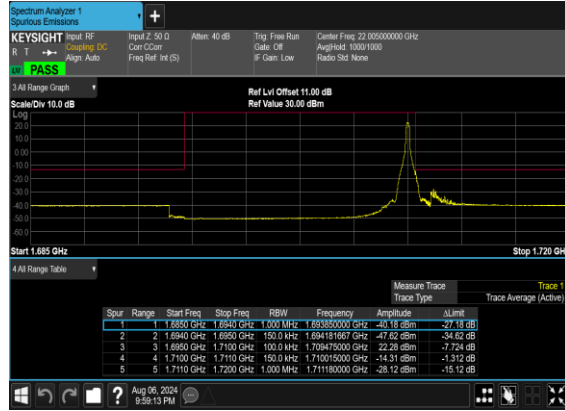 Spectrum Analyzer 1
Spurious Emissions
KEYSIGHT Input: RF Input Z: 50 Ω Atten: 40 dB Trig: Free Run Center Freq: 22.005000000 GHz
R T Coupling: DC Corr CCorr Gate: Off Avg|Hold: 1000/1000
Align: Auto Freq Ref: Int (S) IF Gain: Low Radio Std: None
PASS
3 All Range Graph
Ref Lvl Offset 11.00 dB
Scale/Div 10.0 dB Ref Value 30.00 dBm
Log
20.0
10.0
0.0
-10.0
-20.0
-30.0
-40.0
-50.0
-60.0
Start 1.685 GHz Stop 1.720 GH
4 All Range Table
Measure Trace Trace 1
Trace Type Trace Average (Active)
Spur Range Start Freq Stop Freq RBW Frequency Amplitude ΔLimit
1 1 1.6850 GHz 1.6940 GHz 1.000 MHz 1.693850000 GHz -40.18 dBm -27.18 dB
2 2 1.6940 GHz 1.6950 GHz 150.0 kHz 1.694181667 GHz -47.62 dBm -34.62 dB
3 3 1.6950 GHz 1.7100 GHz 100.0 kHz 1.709475000 GHz 22.28 dBm -7.724 dB
4 4 1.7100 GHz 1.7110 GHz 150.0 kHz 1.710015000 GHz -14.31 dBm -1.312 dB
5 5 1.7110 GHz 1.7200 GHz 1.000 MHz 1.711180000 GHz -28.12 dBm -15.12 dB
Aug 06, 2024
9:59:13 PM